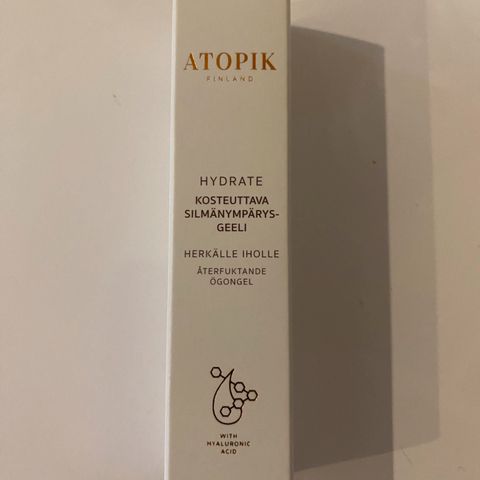 ATOPIK
FINLAND
HYDRATE
KOSTEUTTAVA
SILMÄNYMPÄRYS-
GEELI
HERKÄLLE IHOLLE
ÅTERFUKTANDE
ÖGONGEL
WITH
HYALURONIC
ACID